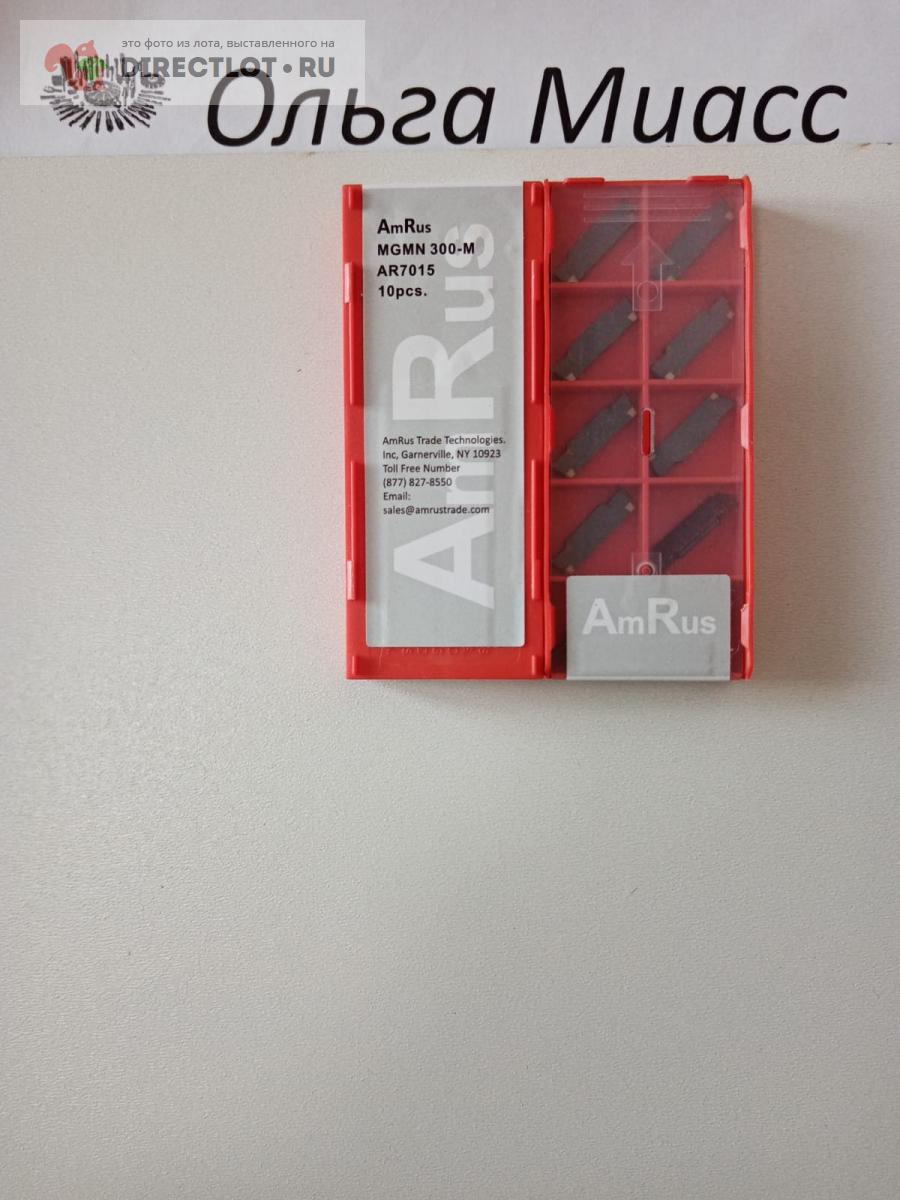 это фото из лота, выставленного на
DIRECTLOT.RU
Ольга Миасс
AmRus
MGMN 300-M
AR7015
10pcs.
AmRus
AmRus Trade Technologies.
Inc, Garnerville, NY 10923
Toll Free Number
(877) 827-8550
Email:
sales@amrustrade.com
AmRus